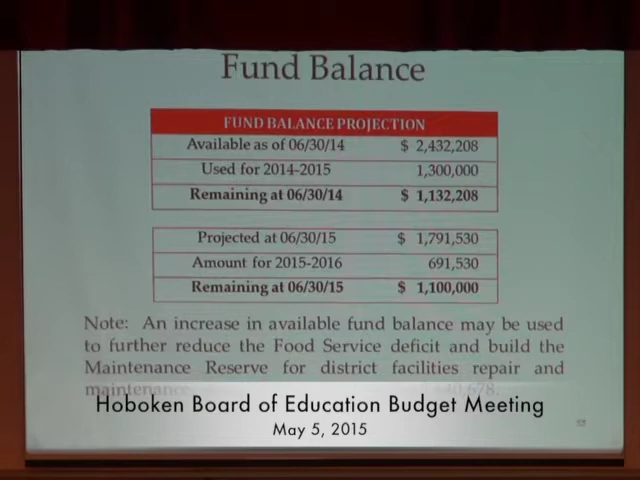 Fund Balance
FUND BALANCE PROJECTION
Available as of 06/30/14 $ 2,432,208
Used for 2014-2015 1,300,000
Remaining at 06/30/14 $ 1,132,208
Projected at 06/30/15 $ 1,791,530
Amount for 2015-2016 691,530
Remaining at 06/30/15 $ 1,100,000
Note: An increase in available fund balance may be used
to further reduce the Food Service deficit and build the
Maintenance Reserve for district facilities repair and
maintenance
Hoboken Board of Education Budget Meeting
May 5, 2015